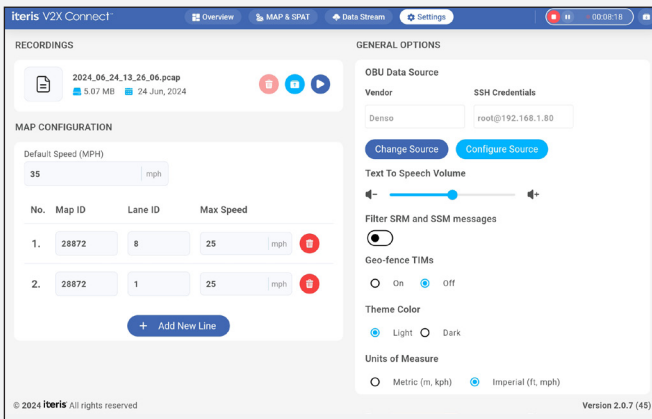 iteris V2X Connect™
Overview
MAP & SPAT
Data Stream
Settings
00:08:18
RECORDINGS
2024_06_24_13_26_06.pcap
5.07 MB 24 Jun, 2024
MAP CONFIGURATION
Default Speed (MPH)
35 mph
No. Map ID Lane ID Max Speed
1. 28872 8 25 mph
2. 28872 1 25 mph
+ Add New Line
GENERAL OPTIONS
OBU Data Source
Vendor SSH Credentials
Denso root@192.168.1.80
Change Source Configure Source
Text To Speech Volume
Filter SRM and SSM messages
Geo-fence TIMs
On Off
Theme Color
Light Dark
Units of Measure
Metric (m, kph) Imperial (ft, mph)
© 2024 iteris All rights reserved
Version 2.0.7 (45)